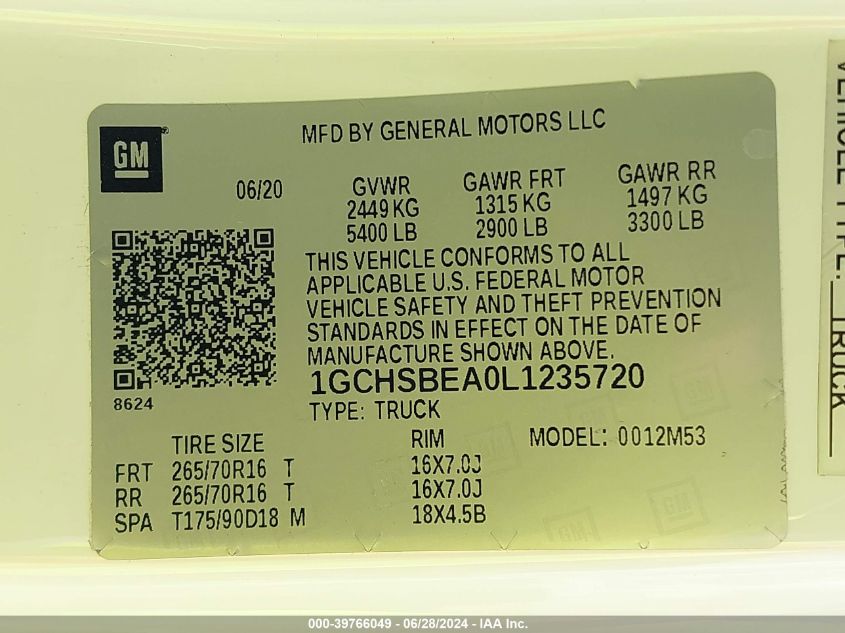 MFD BY GENERAL MOTORS LLC
GM
06/20
GVWR GAWR FRT GAWR RR
2449 KG 1315 KG 1497 KG
5400 LB 2900 LB 3300 LB
THIS VEHICLE CONFORMS TO ALL
APPLICABLE U.S. FEDERAL MOTOR
VEHICLE SAFETY AND THEFT PREVENTION
STANDARDS IN EFFECT ON THE DATE OF
MANUFACTURE SHOWN ABOVE.
1GCHSBEA0L1235720
8624
TYPE: TRUCK
TIRE SIZE RIM MODEL: 0012M53
FRT 265/70R16 T 16X7.0J
RR 265/70R16 T 16X7.0J
SPA T175/90D18 M 18X4.5B
GM
GM
VEHICLE TYPE: TRUCK
000-39766049 - 06/28/2024 - IAA Inc.